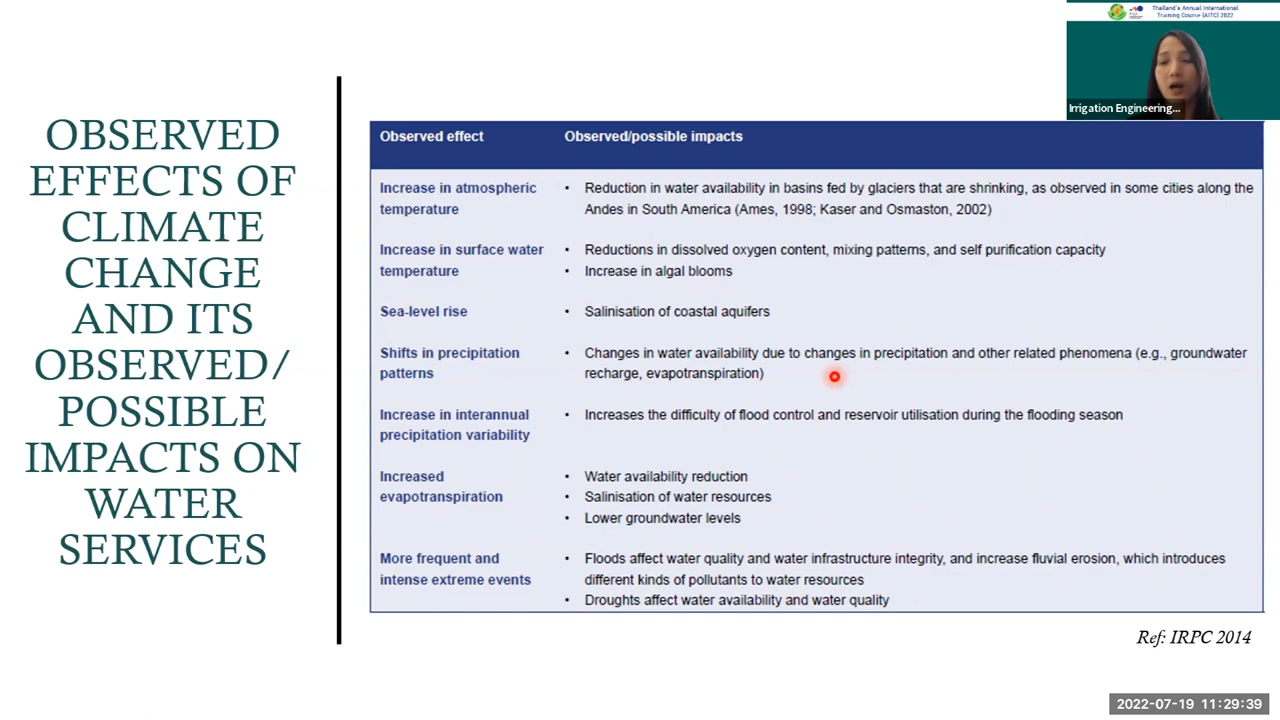 Thailand's Annual International
Training Course (AITC) 2022
Irrigation Engineering...
OBSERVED
EFFECTS OF
CLIMATE
CHANGE
AND ITS
OBSERVED/
POSSIBLE
IMPACTS ON
WATER
SERVICES
Observed effect
Observed/possible impacts
Increase in atmospheric
temperature
• Reduction in water availability in basins fed by glaciers that are shrinking, as observed in some cities along the
Andes in South America (Ames, 1998; Kaser and Osmaston, 2002)
Increase in surface water
temperature
• Reductions in dissolved oxygen content, mixing patterns, and self purification capacity
• Increase in algal blooms
Sea-level rise
• Salinisation of coastal aquifers
Shifts in precipitation
patterns
• Changes in water availability due to changes in precipitation and other related phenomena (e.g., groundwater
recharge, evapotranspiration)
Increase in interannual
precipitation variability
• Increases the difficulty of flood control and reservoir utilisation during the flooding season
Increased
evapotranspiration
• Water availability reduction
• Salinisation of water resources
• Lower groundwater levels
More frequent and
intense extreme events
• Floods affect water quality and water infrastructure integrity, and increase fluvial erosion, which introduces
different kinds of pollutants to water resources
• Droughts affect water availability and water quality
Ref: IRPC 2014
2022-07-19 11:29:39